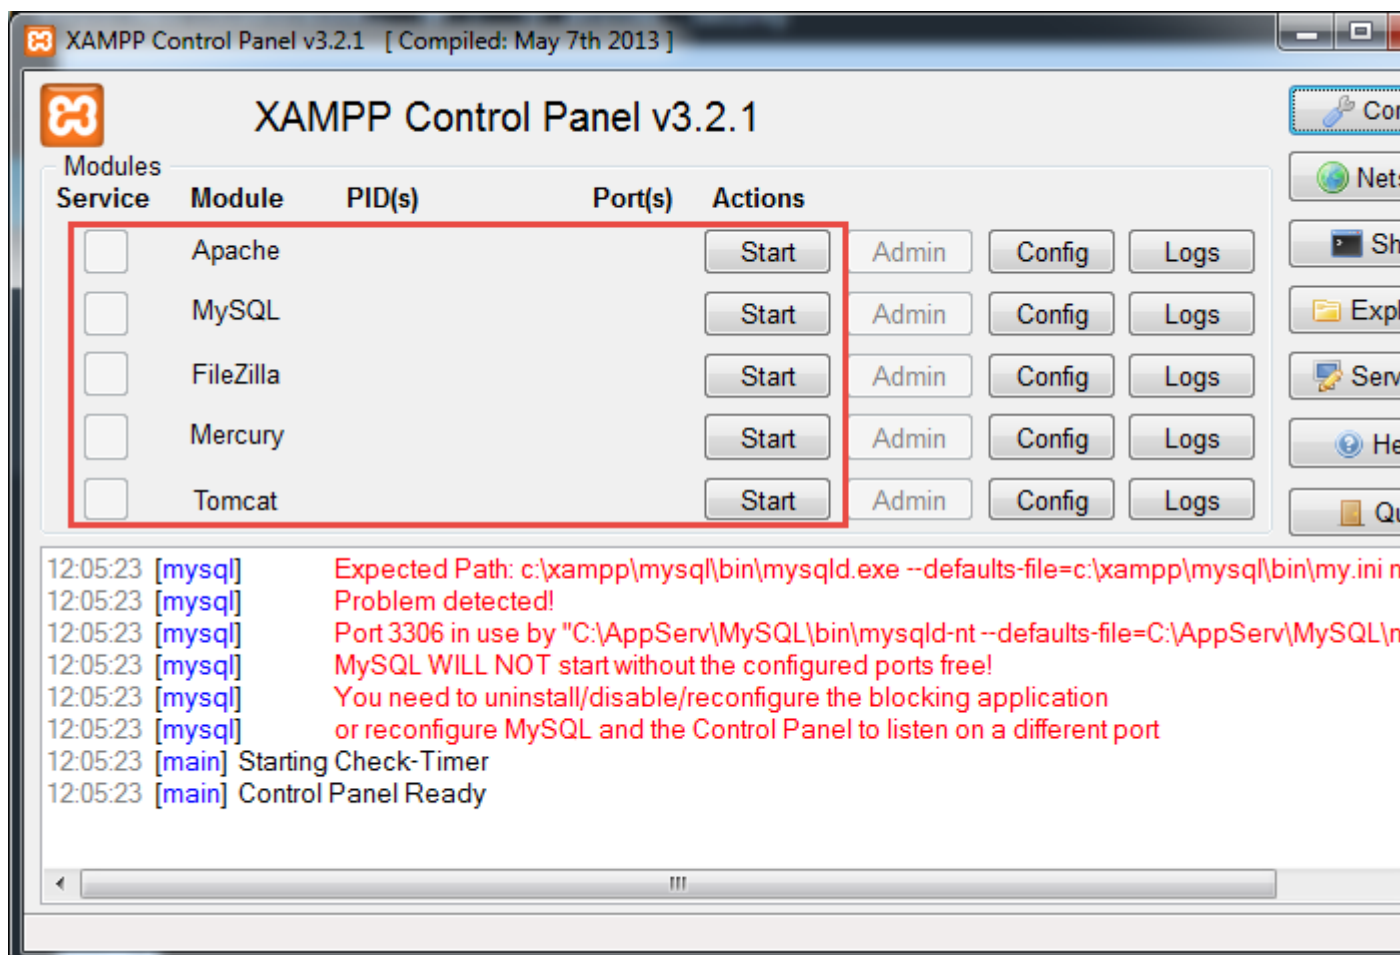 XAMPP Control Panel v3.2.1 [ Compiled: May 7th 2013 ]
XAMPP Control Panel v3.2.1
Modules
Service Module PID(s) Port(s) Actions
Apache Start Admin Config Logs
MySQL Start Admin Config Logs
FileZilla Start Admin Config Logs
Mercury Start Admin Config Logs
Tomcat Start Admin Config Logs
12:05:23 [mysql] Expected Path: c:\xampp\mysql\bin\mysqld.exe --defaults-file=c:\xampp\mysql\bin\my.ini
12:05:23 [mysql] Problem detected!
12:05:23 [mysql] Port 3306 in use by "C:\AppServ\MySQL\bin\mysqld-nt --defaults-file=C:\AppServ\MySQL\
12:05:23 [mysql] MySQL WILL NOT start without the configured ports free!
12:05:23 [mysql] You need to uninstall/disable/reconfigure the blocking application
12:05:23 [mysql] or reconfigure MySQL and the Control Panel to listen on a different port
12:05:23 [main] Starting Check-Timer
12:05:23 [main] Control Panel Ready